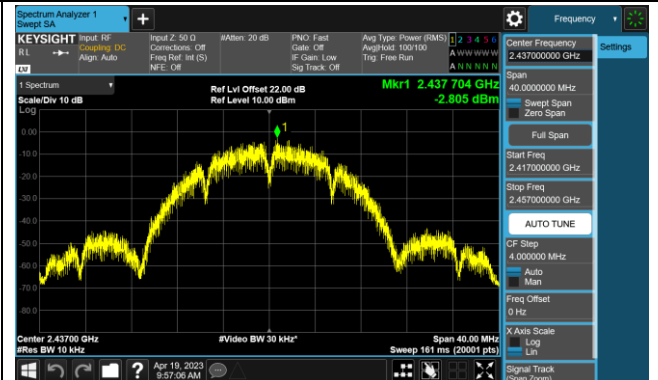 Spectrum Analyzer 1
Swept SA
Frequency
KEYSIGHT
RL
LXI
Input: RF
Coupling: DC
Align: Auto
Input Z: 50 Ω
Corrections: Off
Freq Ref: Int (S)
NFE: Off
#Atten: 20 dB
PNO: Fast
Gate: Off
IF Gain: Low
Sig Track: Off
Avg Type: Power (RMS)
Avg|Hold: 100/100
Trig: Free Run
1 2 3 4 5 6
A W W W W W
A N N N N N
Center Frequency
2.437000000 GHz
Settings
Span
40.0000000 MHz
Swept Span
Zero Span
Full Span
Start Freq
2.417000000 GHz
Stop Freq
2.457000000 GHz
AUTO TUNE
CF Step
4.000000 MHz
Auto
Man
Freq Offset
0 Hz
X Axis Scale
Log
Lin
Signal Track
(Span Zoom)
1 Spectrum
Scale/Div 10 dB
Log
Ref Lvl Offset 22.00 dB
Ref Level 10.00 dBm
Mkr1 2.437 704 GHz
-2.805 dBm
1
0.00
-10.0
-20.0
-30.0
-40.0
-50.0
-60.0
-70.0
-80.0
Center 2.43700 GHz
#Res BW 10 kHz
#Video BW 30 kHz*
Span 40.00 MHz
Sweep 161 ms (20001 pts)
Apr 19, 2023
9:57:06 AM